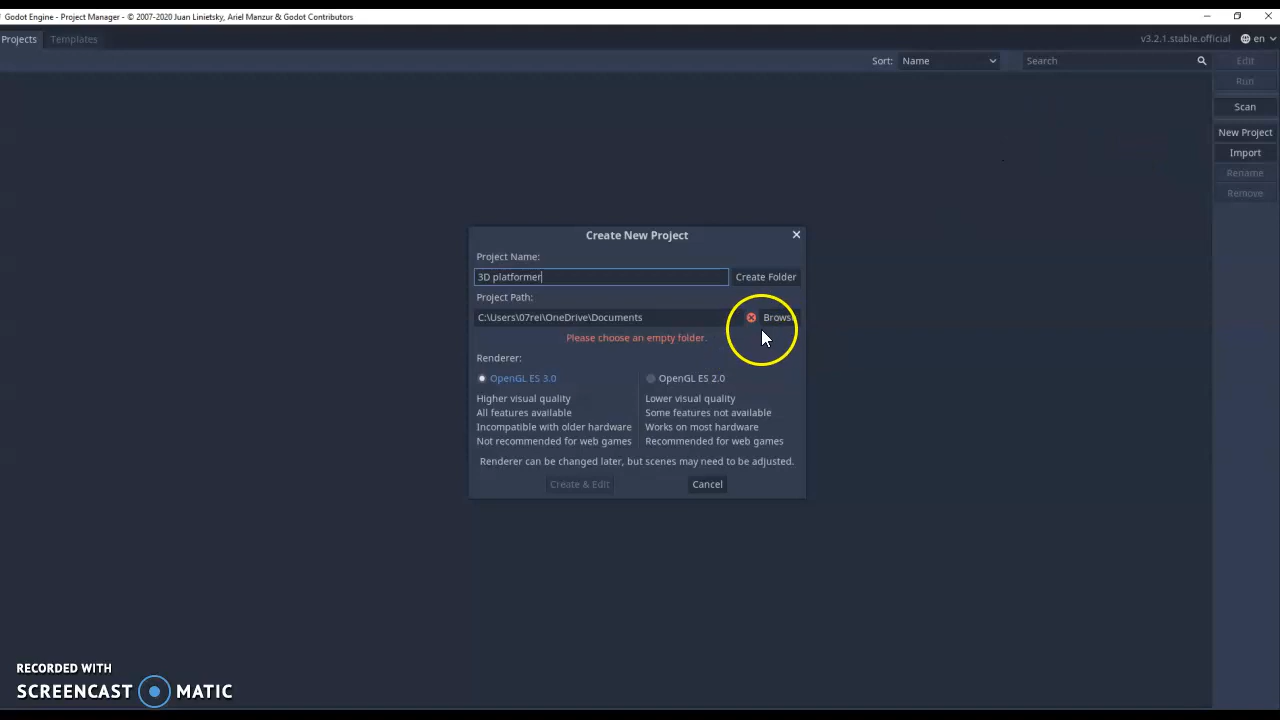 Godot Engine - Project Manager - © 2007-2020 Juan Linietsky, Ariel Manzur & Godot Contributors
Projects Templates v3.2.1.stable.official en
Sort: Name Search Edit
Run
Scan
New Project
Import
Rename
Remove
Create New Project
Project Name:
3D platformer Create Folder
Project Path:
C:\Users\07rei\OneDrive\Documents Browse
Please choose an empty folder.
Renderer:
OpenGL ES 3.0 OpenGL ES 2.0
Higher visual quality Lower visual quality
All features available Some features not available
Incompatible with older hardware Works on most hardware
Not recommended for web games Recommended for web games
Renderer can be changed later, but scenes may need to be adjusted.
Create & Edit Cancel
RECORDED WITH
SCREENCAST MATIC